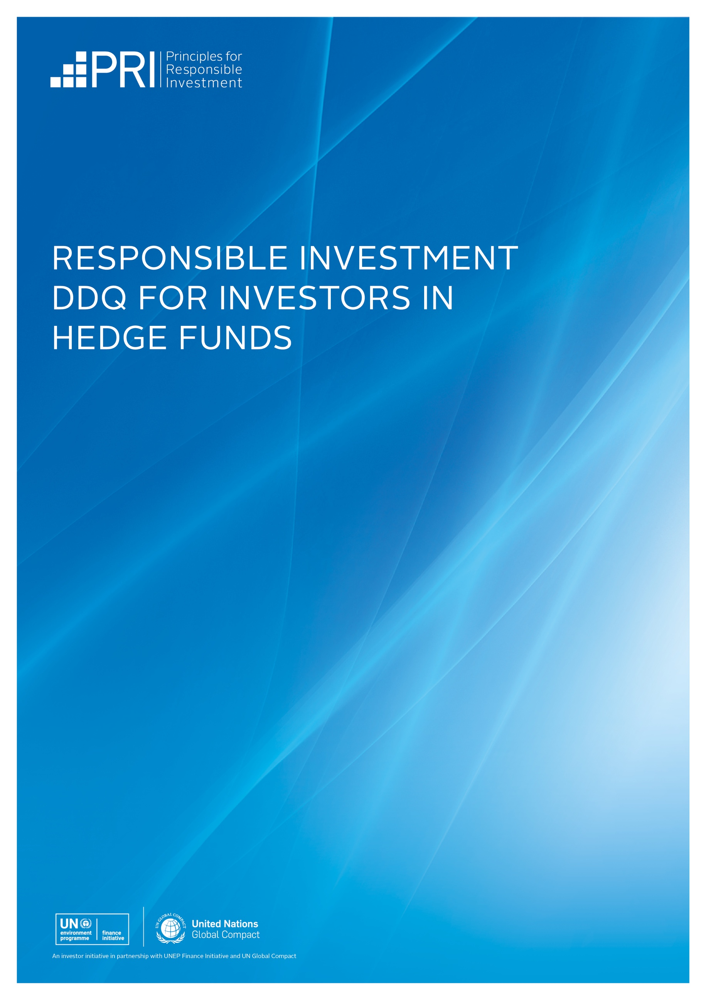 PRI
Principles for
Responsible
Investment
RESPONSIBLE INVESTMENT
DDQ FOR INVESTORS IN
HEDGE FUNDS
UN
environment
programme
finance
initiative
UN GLOBAL COMPACT
United Nations
Global Compact
An investor initiative in partnership with UNEP Finance Initiative and UN Global Compact